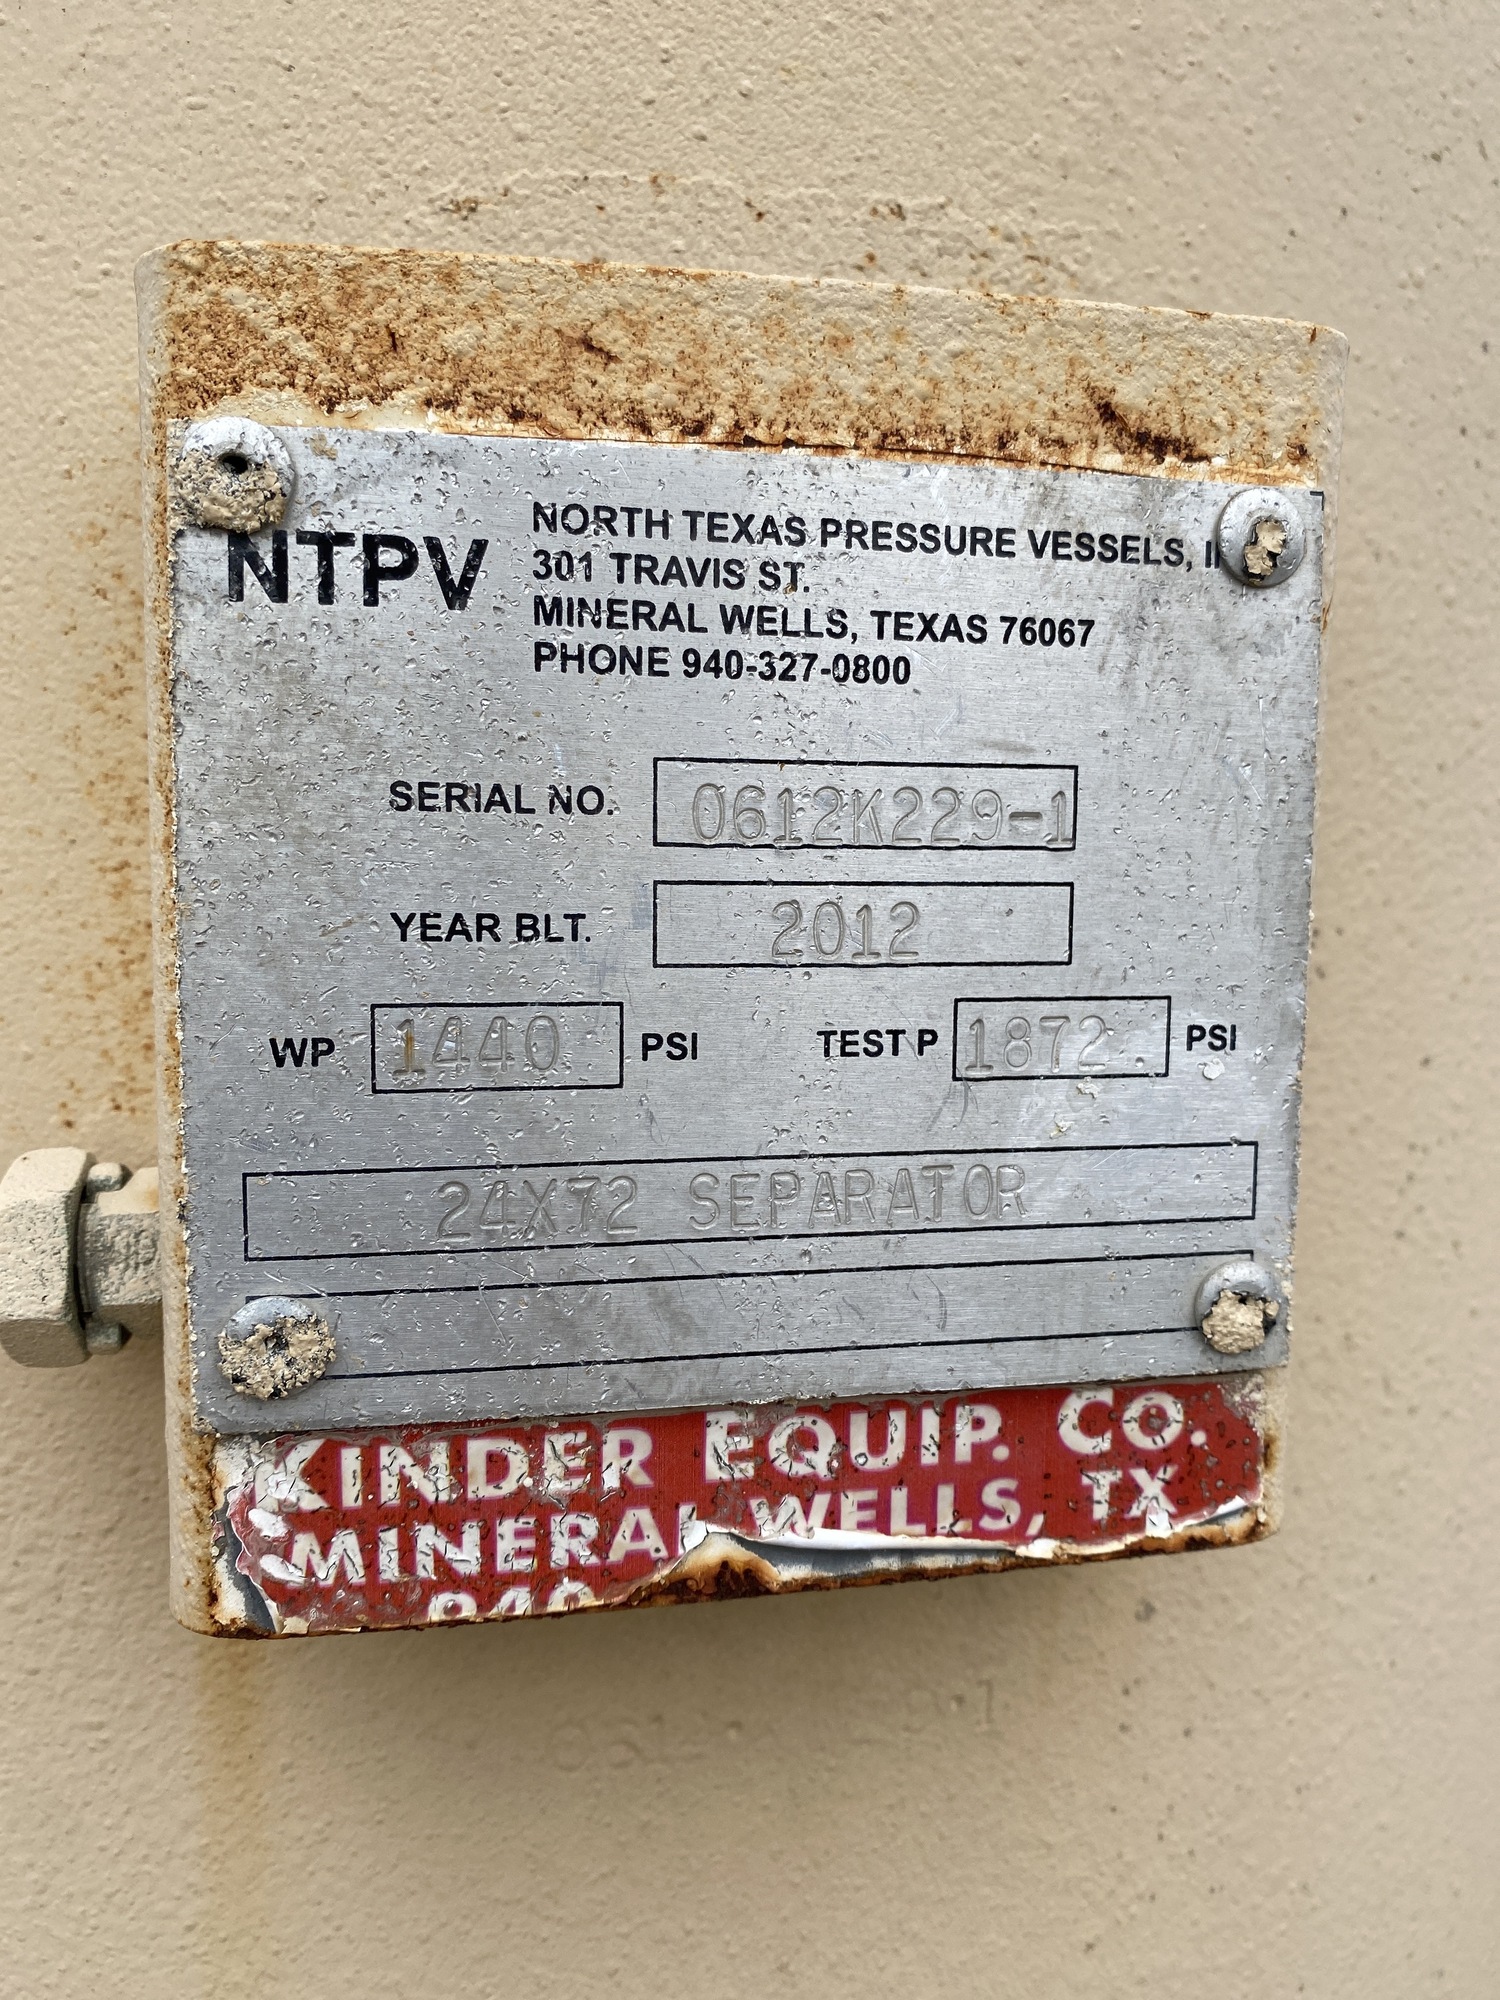 NTPV
NORTH TEXAS PRESSURE VESSELS,
301 TRAVIS ST.
MINERAL WELLS, TEXAS 76067
PHONE 940-327-0800
SERIAL NO. 0612K229-1
YEAR BLT. 2012
WP 1440 PSI TEST P 1872 PSI
24X72 SEPARATOR
KINDER EQUIP. CO.
MINERAL WELLS, TX
940